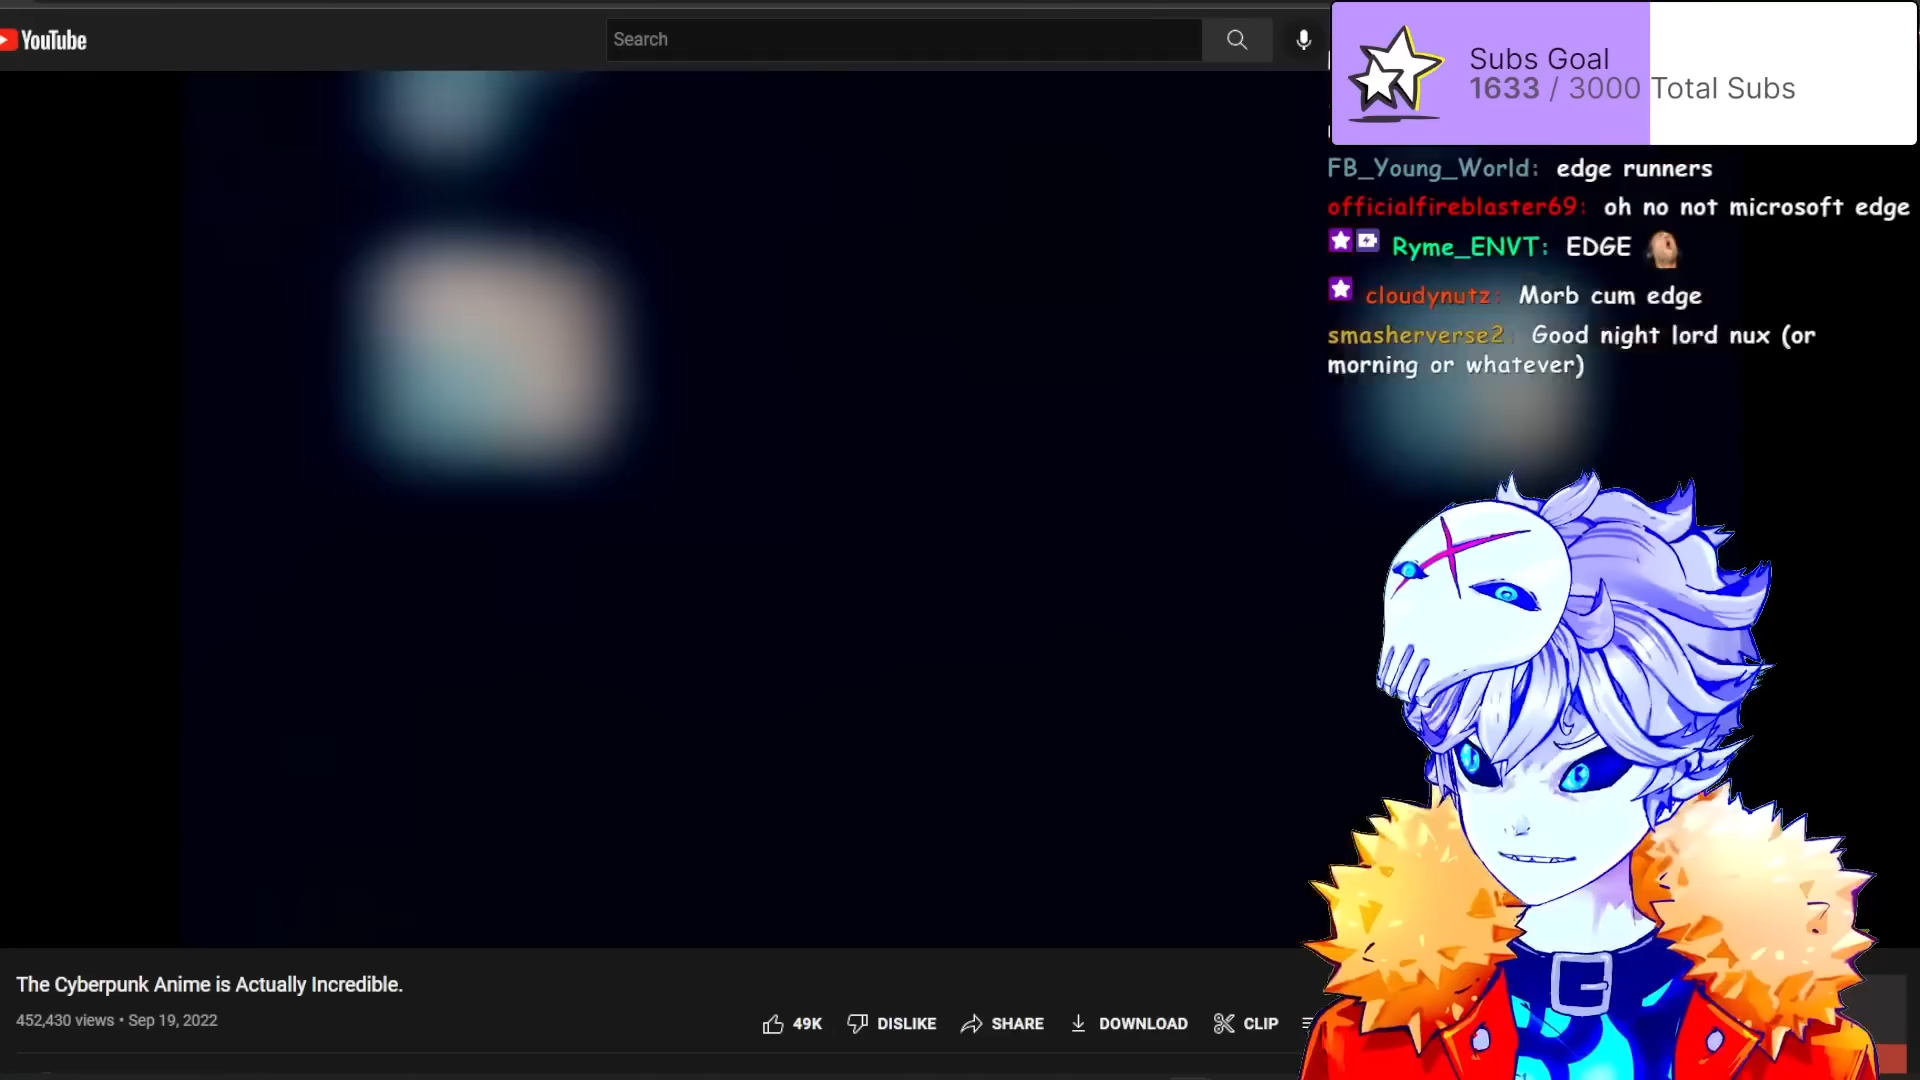 YouTube
Search
Subs Goal
1633 / 3000 Total Subs
FB_Young_World: edge runners
officialfireblaster69: oh no not microsoft edge
Ryme_ENVT: EDGE
cloudynutz: Morb cum edge
smasherverse2: Good night lord nux (or
morning or whatever)
The Cyberpunk Anime is Actually Incredible.
452,430 views • Sep 19, 2022
49K DISLIKE SHARE DOWNLOAD CLIP